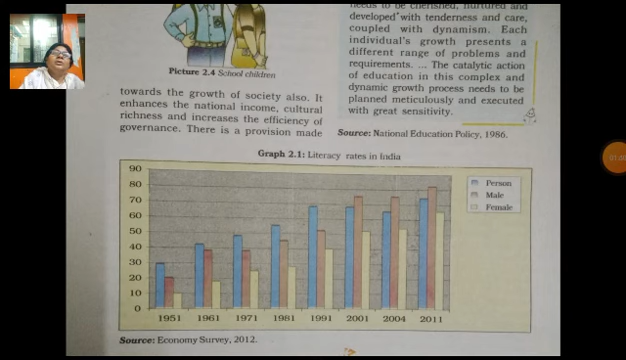 needs to be cherished, nurtured and
developed with tenderness and care,
coupled with dynamism. Each
individual's growth presents a
different range of problems and
requirements. ... The catalytic action
of education in this complex and
dynamic growth process needs to be
planned meticulously and executed
with great sensitivity.
Source: National Education Policy, 1986.
Picture 2.4 School children
towards the growth of society also. It
enhances the national income, cultural
richness and increases the efficiency of
governance. There is a provision made
Graph 2.1: Literacy rates in India
90
80
70
60
50
40
30
20
10
0
1951 1961 1971 1981 1991 2001 2004 2011
Person
Male
Female
Source: Economy Survey, 2012.